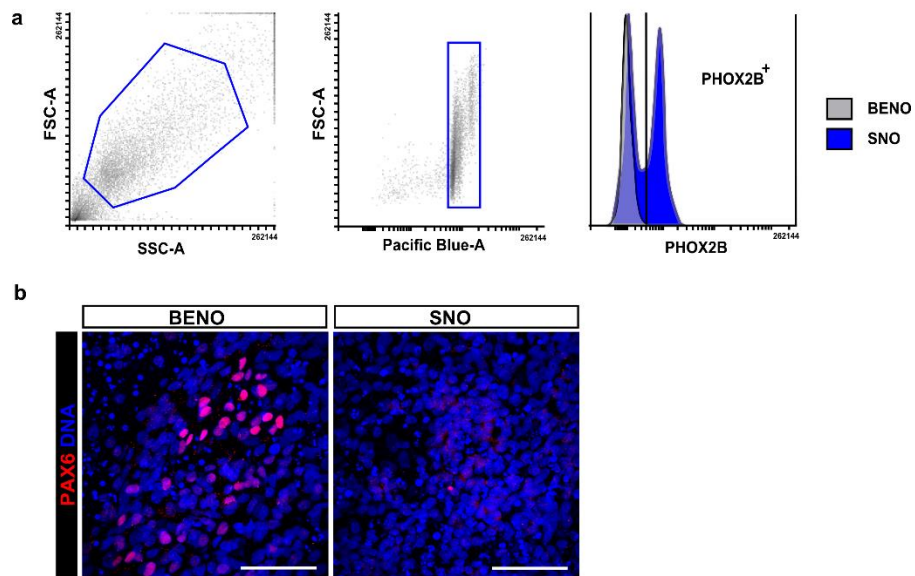 a
262144
FSC-A
262144
SSC-A
262144
FSC-A
262144
Pacific Blue-A
PHOX2B+
262144
PHOX2B
BENO
SNO
b
BENO
SNO
PAX6 DNA